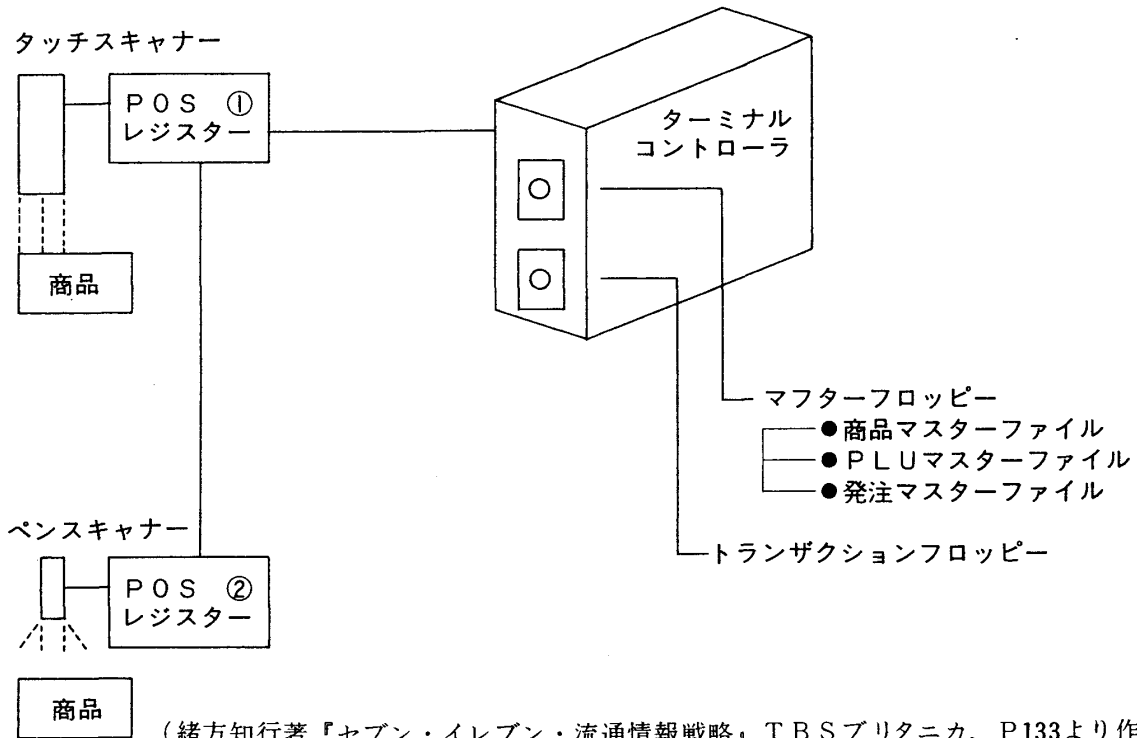 タッチスキャナー
POS ①
レジスター
商品
ターミナル
コントローラ
マフターフロッピー
●商品マスターファイル
●PLUマスターファイル
●発注マスターファイル
トランザクションフロッピー
ペンスキャナー
POS ②
レジスター
商品
(緒方知行著『セブン・イレブン・流通情報戦略』TBSブリタニカ、P133より作